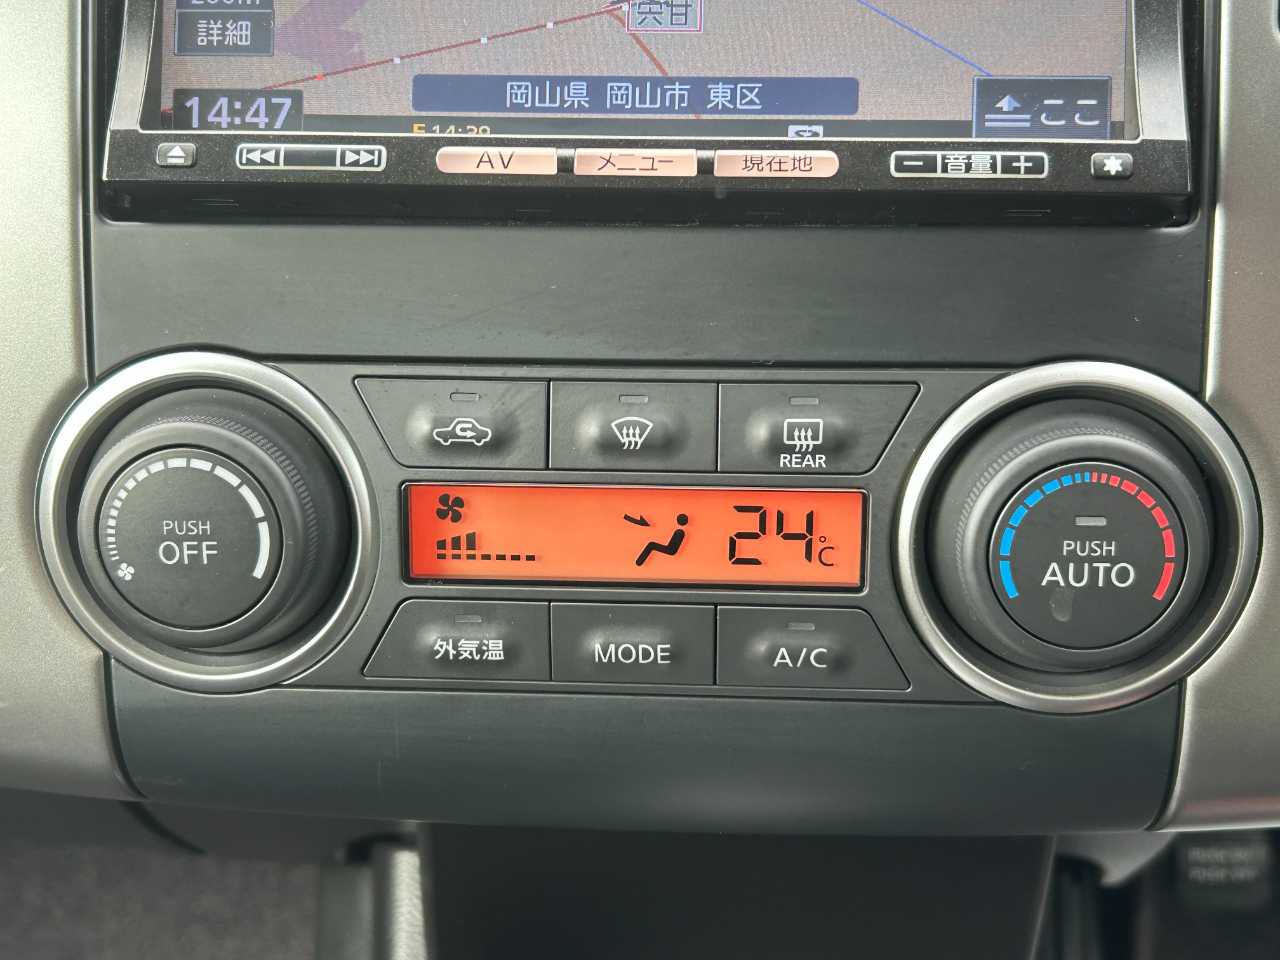 詳細
岡山県 岡山市 東区
14:47
ここ
AV
メニュー
現在地
− 音量 +
REAR
PUSH
OFF
24℃
PUSH
AUTO
外気温
MODE
A/C